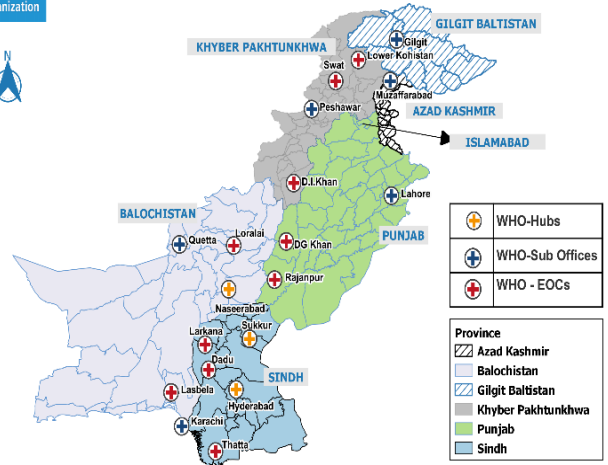 anization
N
GILGIT BALTISTAN
KHYBER PAKHTUNKHWA
Gilgit
Lower Kohistan
Swat
Muzaffarabad
Peshawar
AZAD KASHMIR
ISLAMABAD
D.I.Khan
Lahore
BALOCHISTAN
Loralai
Quetta
DG Khan
PUNJAB
Rajanpur
Naseerabad
Sukkur
Larkana
Dadu
SINDH
Lasbela
Hyderabad
Karachi
Thatta
WHO-Hubs
WHO-Sub Offices
WHO - EOCs
Province
Azad Kashmir
Balochistan
Gilgit Baltistan
Khyber Pakhtunkhwa
Punjab
Sindh